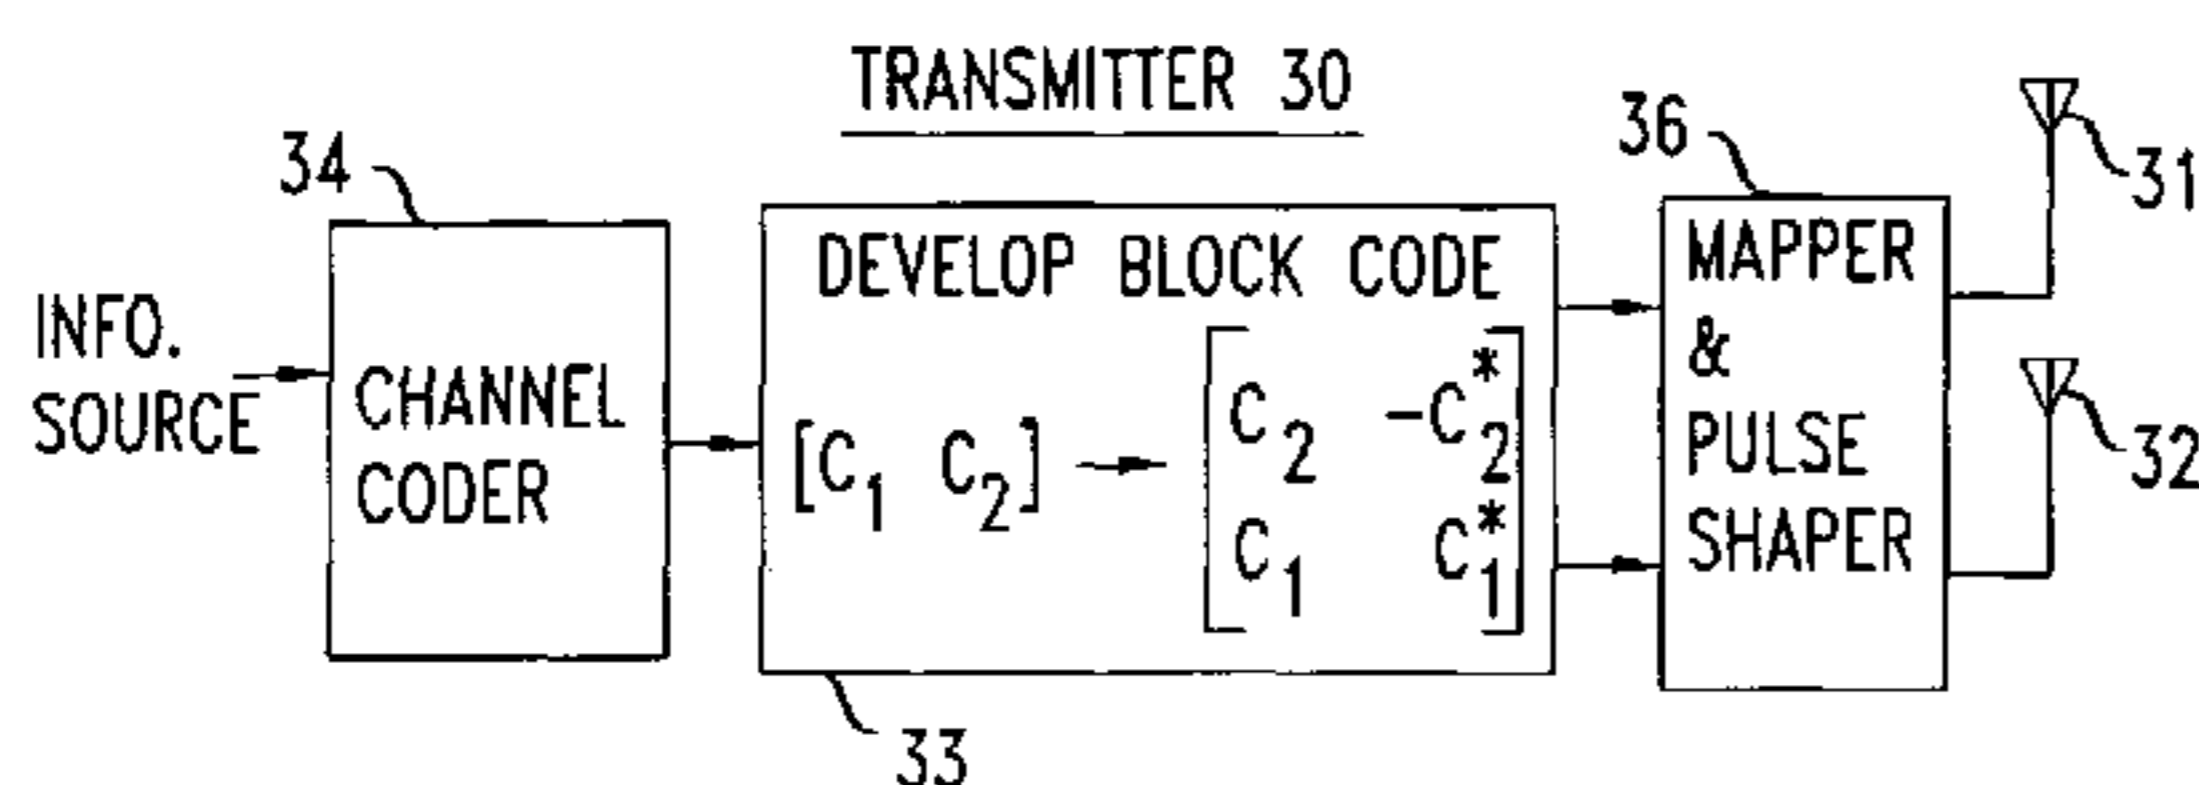 TRANSMITTER 30
34
36
31
INFO.
SOURCE
CHANNEL
CODER
DEVELOP BLOCK CODE
[C₁ C₂] → [C₂ -C₂*
C₁ C₁*]
MAPPER
&
PULSE
SHAPER
32
33